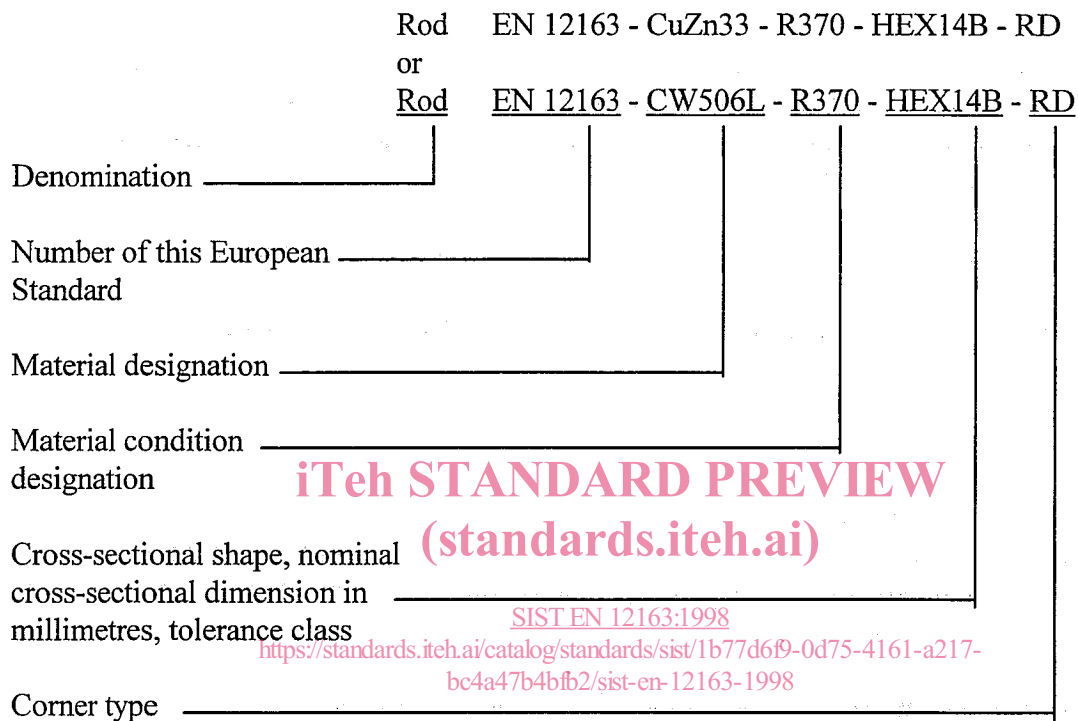 Rod EN 12163 - CuZn33 - R370 - HEX14B - RD
or
Rod EN 12163 - CW506L - R370 - HEX14B - RD
Denomination
Number of this European
Standard
Material designation
Material condition
designation
iTeh STANDARD PREVIEW
(standards.iteh.ai)
Cross-sectional shape, nominal
cross-sectional dimension in
millimetres, tolerance class
SIST EN 12163:1998
https://standards.iteh.ai/catalog/standards/sist/1b77d6f9-0d75-4161-a217-
bc4a47b4bfb2/sist-en-12163-1998
Corner type